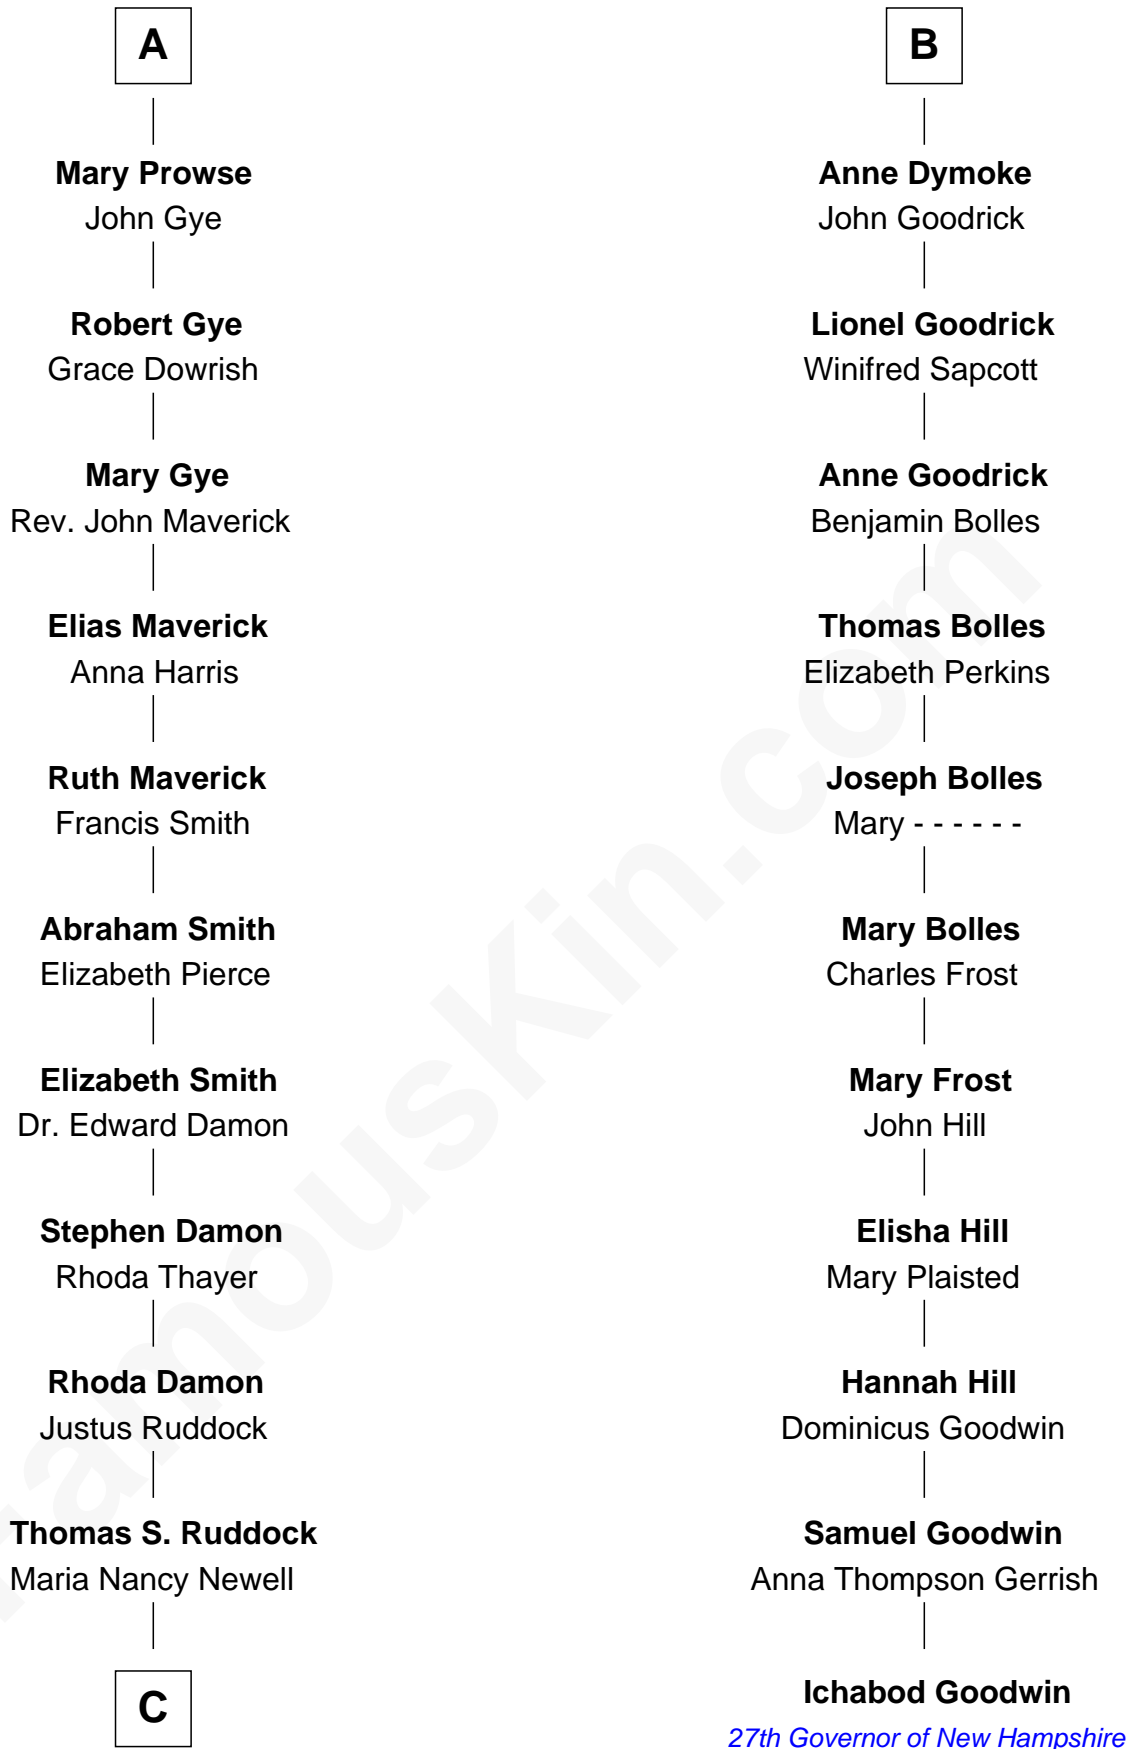 A
Mary Prowse
John Gye
Robert Gye
Grace Dowrish
Mary Gye
Rev. John Maverick
Elias Maverick
Anna Harris
Ruth Maverick
Francis Smith
Abraham Smith
Elizabeth Pierce
Elizabeth Smith
Dr. Edward Damon
Stephen Damon
Rhoda Thayer
Rhoda Damon
Justus Ruddock
Thomas S. Ruddock
Maria Nancy Newell
C
B
Anne Dymoke
John Goodrick
Lionel Goodrick
Winifred Sapcott
Anne Goodrick
Benjamin Bolles
Thomas Bolles
Elizabeth Perkins
Joseph Bolles
Mary - - - - - -
Mary Bolles
Charles Frost
Mary Frost
John Hill
Elisha Hill
Mary Plaisted
Hannah Hill
Dominicus Goodwin
Samuel Goodwin
Anna Thompson Gerrish
Ichabod Goodwin
27th Governor of New Hampshire
FamousKin.com